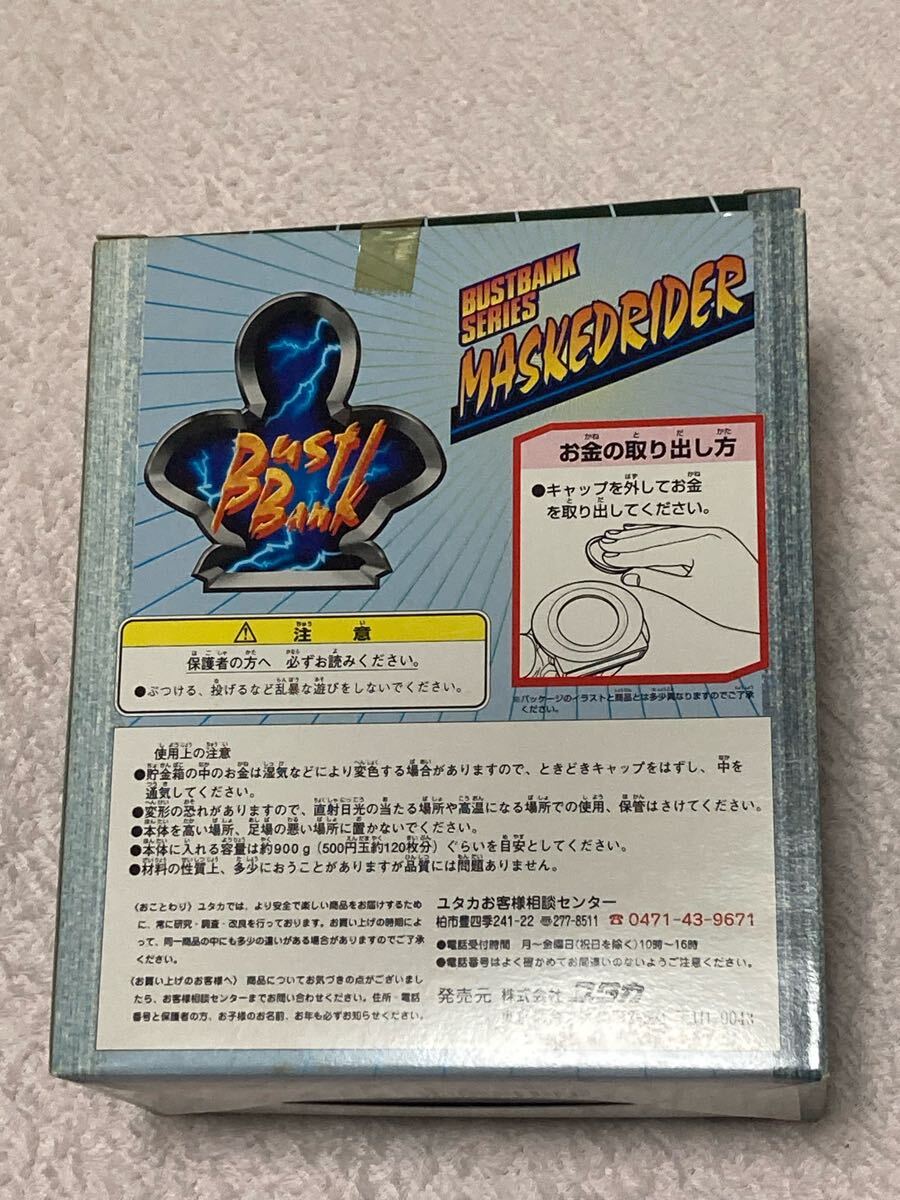 BUSTBANK
SERIES
MASKEDRIDER
Bust
Bank
お金の取り出し方
●キャップを外してお金
を取り出してください。
※パッケージのイラストと商品とは多少異なりますのでご了承
ください。
⚠ 注意
保護者の方へ 必ずお読みください。
●ぶつける、投げるなど乱暴な遊びをしないでください。
使用上の注意
●貯金箱の中のお金は湿気などにより変色する場合がありますので、ときどきキャップをはずし、中を
通気してください。
●変形の恐れがありますので、直射日光の当たる場所や高温になる場所での使用、保管はさけてください。
●本体を高い場所、足場の悪い場所に置かないでください。
●本体に入れる容量は約900g(500円玉約120枚分)ぐらいを目安としてください。
●材料の性質上、多少におうことがありますが品質には問題ありません。
〈おことわり〉ユタカでは、より安全で楽しい商品をお届けするため
に、常に研究・調査・改良を行っております。お買い上げの時期によ
って、同一商品の中にも多少の違いがある場合がありますのでご了承
ください。
〈お買い上げのお客様へ〉商品についてお気づきの点がございまし
たら、お客様相談センターまでお問い合わせください。住所・電話
番号と保護者の方、お子様のお名前、お年も必ずお知らせください。
ユタカお客様相談センター
柏市豊四季241-22 〠277-8511 ☎0471-43-9671
●電話受付時間 月〜金曜日(祝日を除く)10時〜16時
●電話番号はよく確かめてお間違いのないようご注意ください。
発売元 株式会社 ユタカ